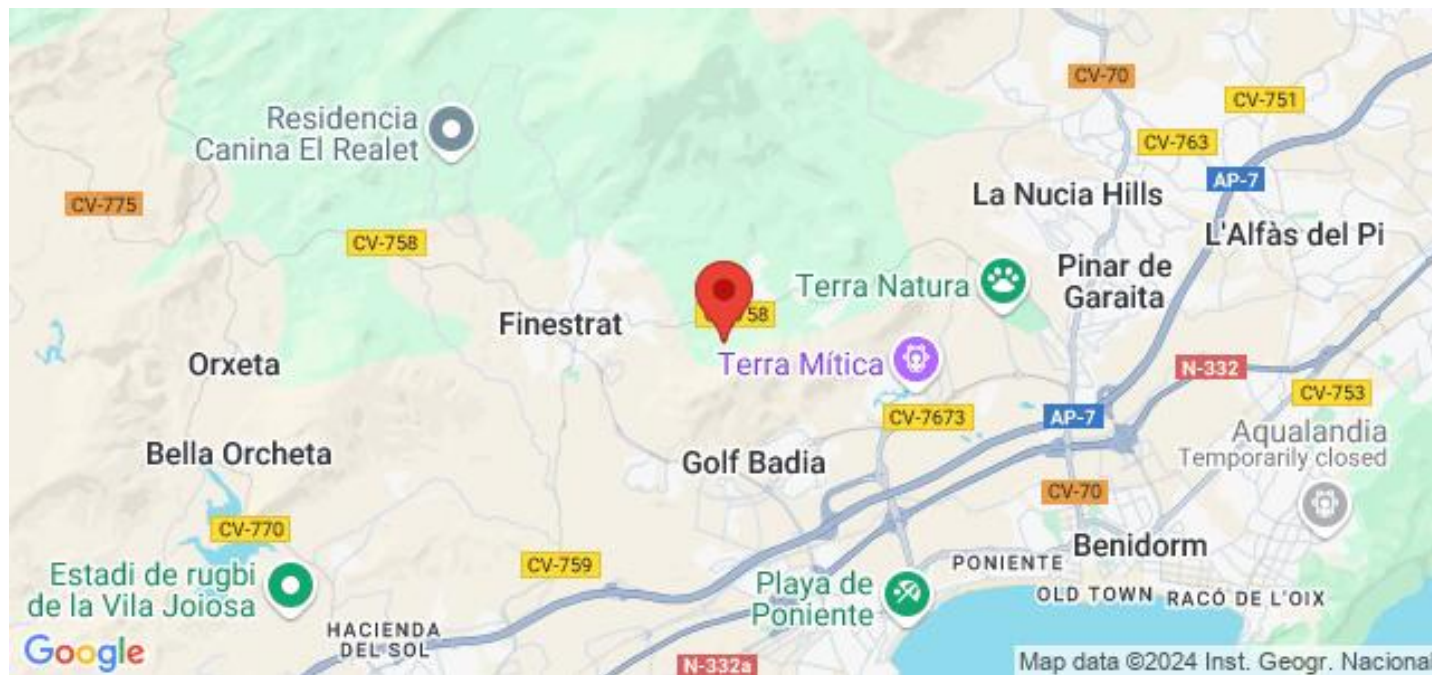 CV-70
CV-751
Residencia
Canina El Realet
CV-763
AP-7
La Nucia Hills
CV-775
L'Alfàs del Pi
CV-758
Pinar de
Garaita
Terra Natura
Finestrat
58
Orxeta
Terra Mítica
N-332
CV-753
CV-7673
AP-7
Aqualandia
Temporarily closed
Bella Orcheta
Golf Badia
CV-70
CV-770
Benidorm
CV-759
PONIENTE
Estadi de rugbi
de la Vila Joiosa
Playa de
Poniente
OLD TOWN
RACÓ DE L'OIX
HACIENDA
DEL SOL
Google
N-332a
Map data ©2024 Inst. Geogr. Nacional